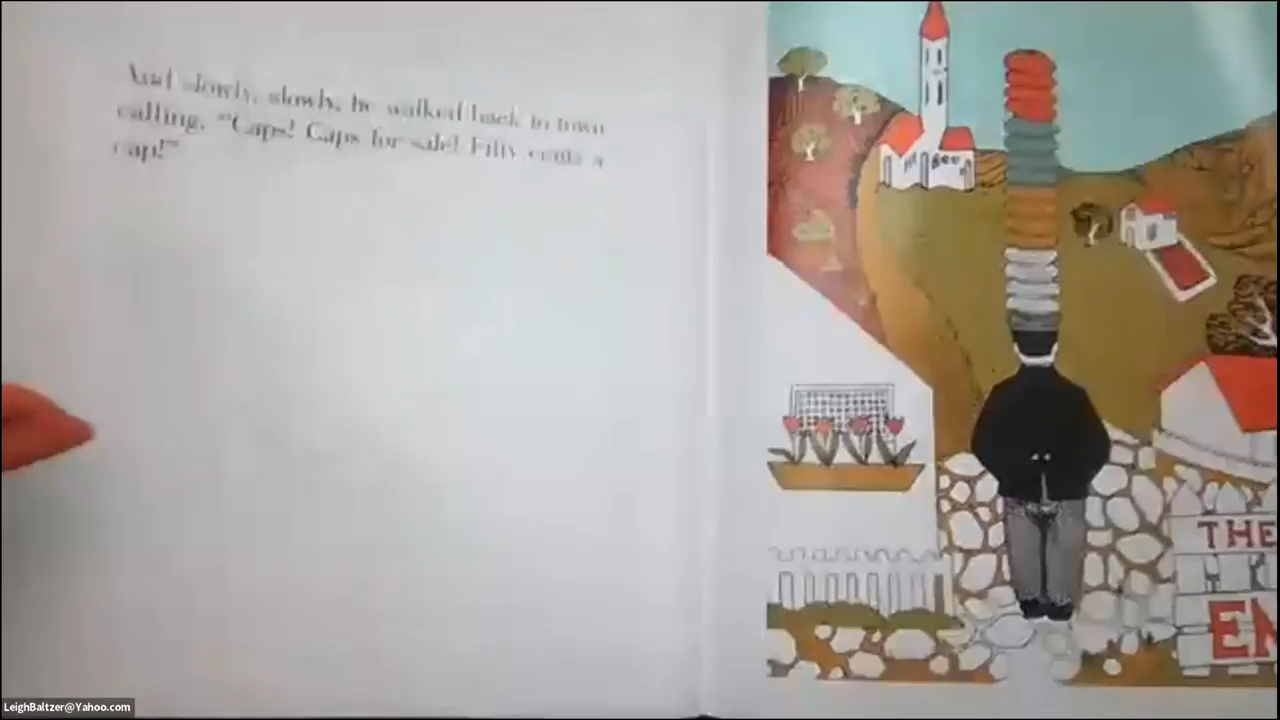 And slowly, slowly, he walked back to town
calling, "Caps! Caps for sale! Fifty cents a
cap!"
THE
EN
LeighBaltzer@Yahoo.com